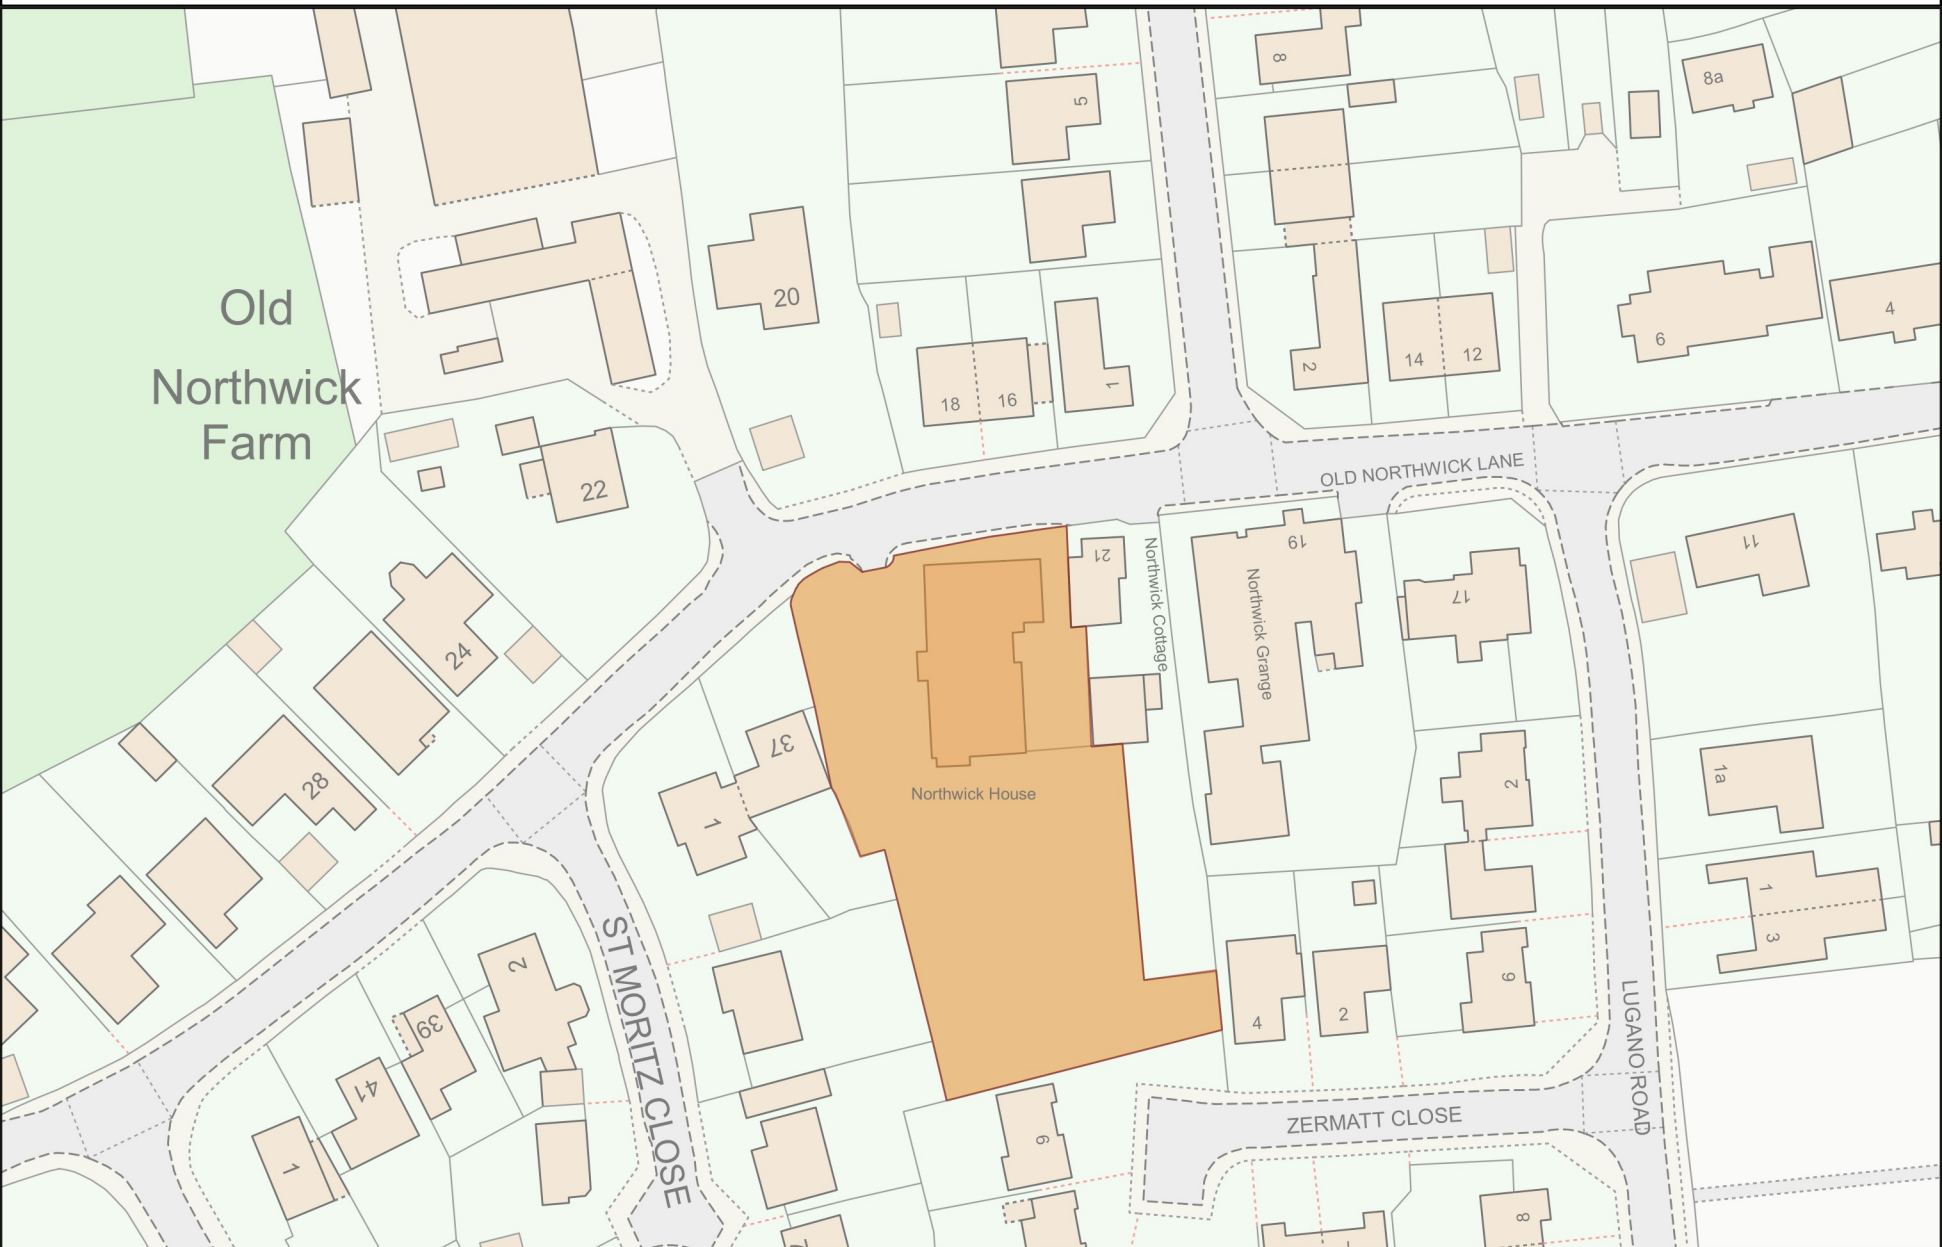 8
8a
5
Old
Northwick
Farm
20
18
16
1
2
14
12
6
4
22
OLD NORTHWICK LANE
21
Northwick Cottage
19
Northwick Grange
17
11
24
28
37
1
Northwick House
2
1a
1
3
ST MORITZ CLOSE
2
39
41
1
4
2
6
LUGANO ROAD
ZERMATT CLOSE
9
8